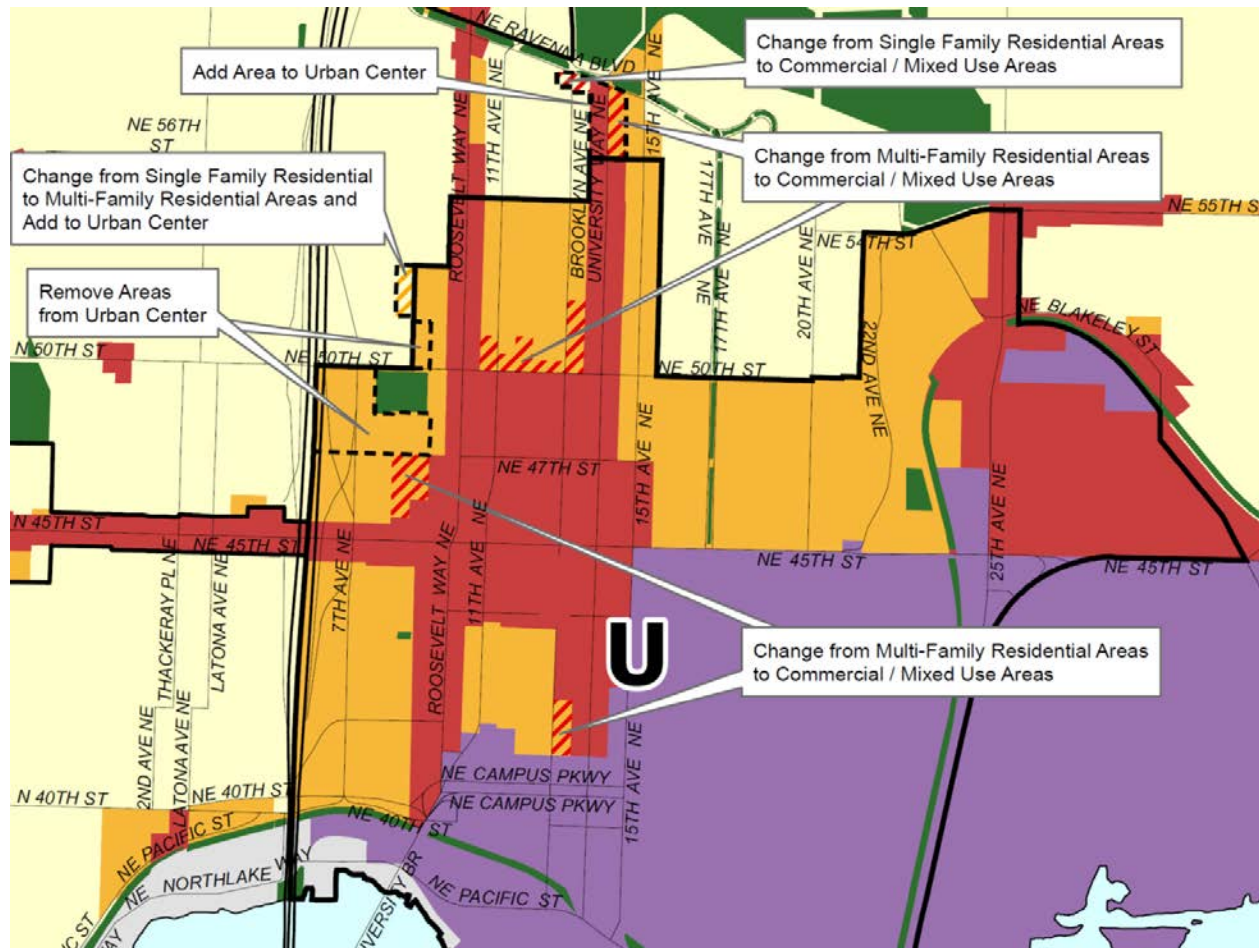 NE RAVENNA BLVD
Change from Single Family Residential Areas
to Commercial / Mixed Use Areas
Add Area to Urban Center
15TH AVE NE
ROOSEVELT WAY NE
11TH AVE NE
BROOKLYN AVE NE
UNIVERSITY WAY NE
NE 56TH
ST
Change from Multi-Family Residential Areas
to Commercial / Mixed Use Areas
Change from Single Family Residential
to Multi-Family Residential Areas and
Add to Urban Center
17TH AVE NE
17TH AVE NE
20TH AVE NE
NE 55TH S
NE 54TH ST
Remove Areas
from Urban Center
NE BLAKELEY ST
22ND AVE NE
N 50TH ST
NE 50TH ST
NE 50TH ST
NE 47TH ST
15TH AVE NE
25TH AVE NE
N 45TH ST
NE 45TH ST
NE 45TH ST
NE 45TH ST
THACKERAY PL NE
LATONA AVE NE
7TH AVE NE
ROOSEVELT WAY NE
11TH AVE NE
U
Change from Multi-Family Residential Areas
to Commercial / Mixed Use Areas
2ND AVE NE
LATONA AVE NE
15TH AVE NE
NE CAMPUS PKWY
NE CAMPUS PKWY
N 40TH ST
NE 40TH ST
NE 40TH ST
NE PACIFIC ST
NE NORTHLAKE WAY
NE PACIFIC ST
IVERSITY BR
IC ST
WAY